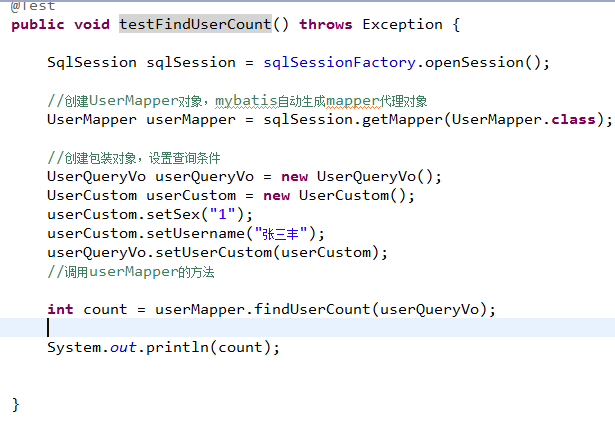 @Test
public void testFindUserCount() throws Exception {
SqlSession sqlSession = sqlSessionFactory.openSession();
//创建UserMapper对象，mybatis自动生成mapper代理对象
UserMapper userMapper = sqlSession.getMapper(UserMapper.class);
//创建包装对象，设置查询条件
UserQueryVo userQueryVo = new UserQueryVo();
UserCustom userCustom = new UserCustom();
userCustom.setSex("1");
userCustom.setUsername("张三丰");
userQueryVo.setUserCustom(userCustom);
//调用userMapper的方法
int count = userMapper.findUserCount(userQueryVo);
System.out.println(count);
}